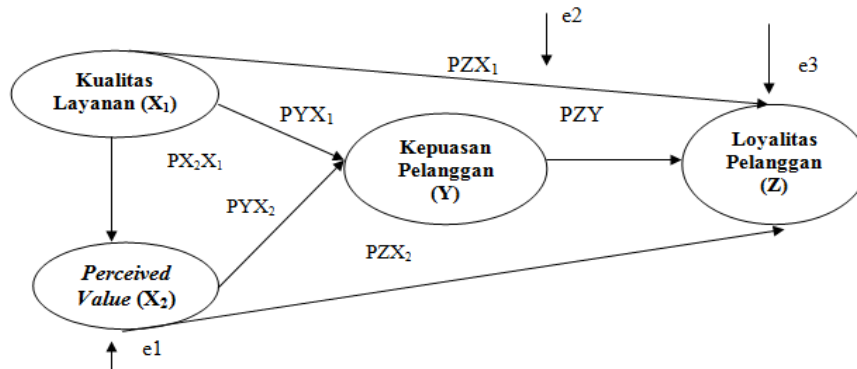 e2
PZX₁
e3
Kualitas
Layanan (X₁)
PYX₁
PZY
Kepuasan
Pelanggan
(Y)
Loyalitas
Pelanggan
(Z)
PX₂X₁
PYX₂
PZX₂
Perceived
Value (X₂)
e1